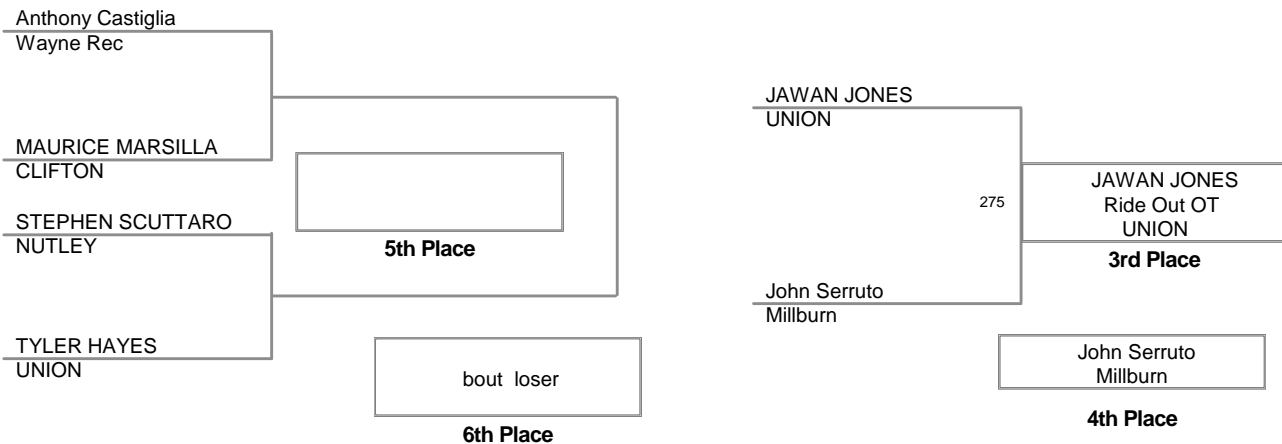 Anthony Castiglia
Wayne Rec
MAURICE MARSILLA
CLIFTON
STEPHEN SCUTTARO
NUTLEY
5th Place
TYLER HAYES
UNION
bout loser
6th Place
JAWAN JONES
UNION
275
JAWAN JONES
Ride Out OT
UNION
3rd Place
John Serruto
Millburn
John Serruto
Millburn
4th Place